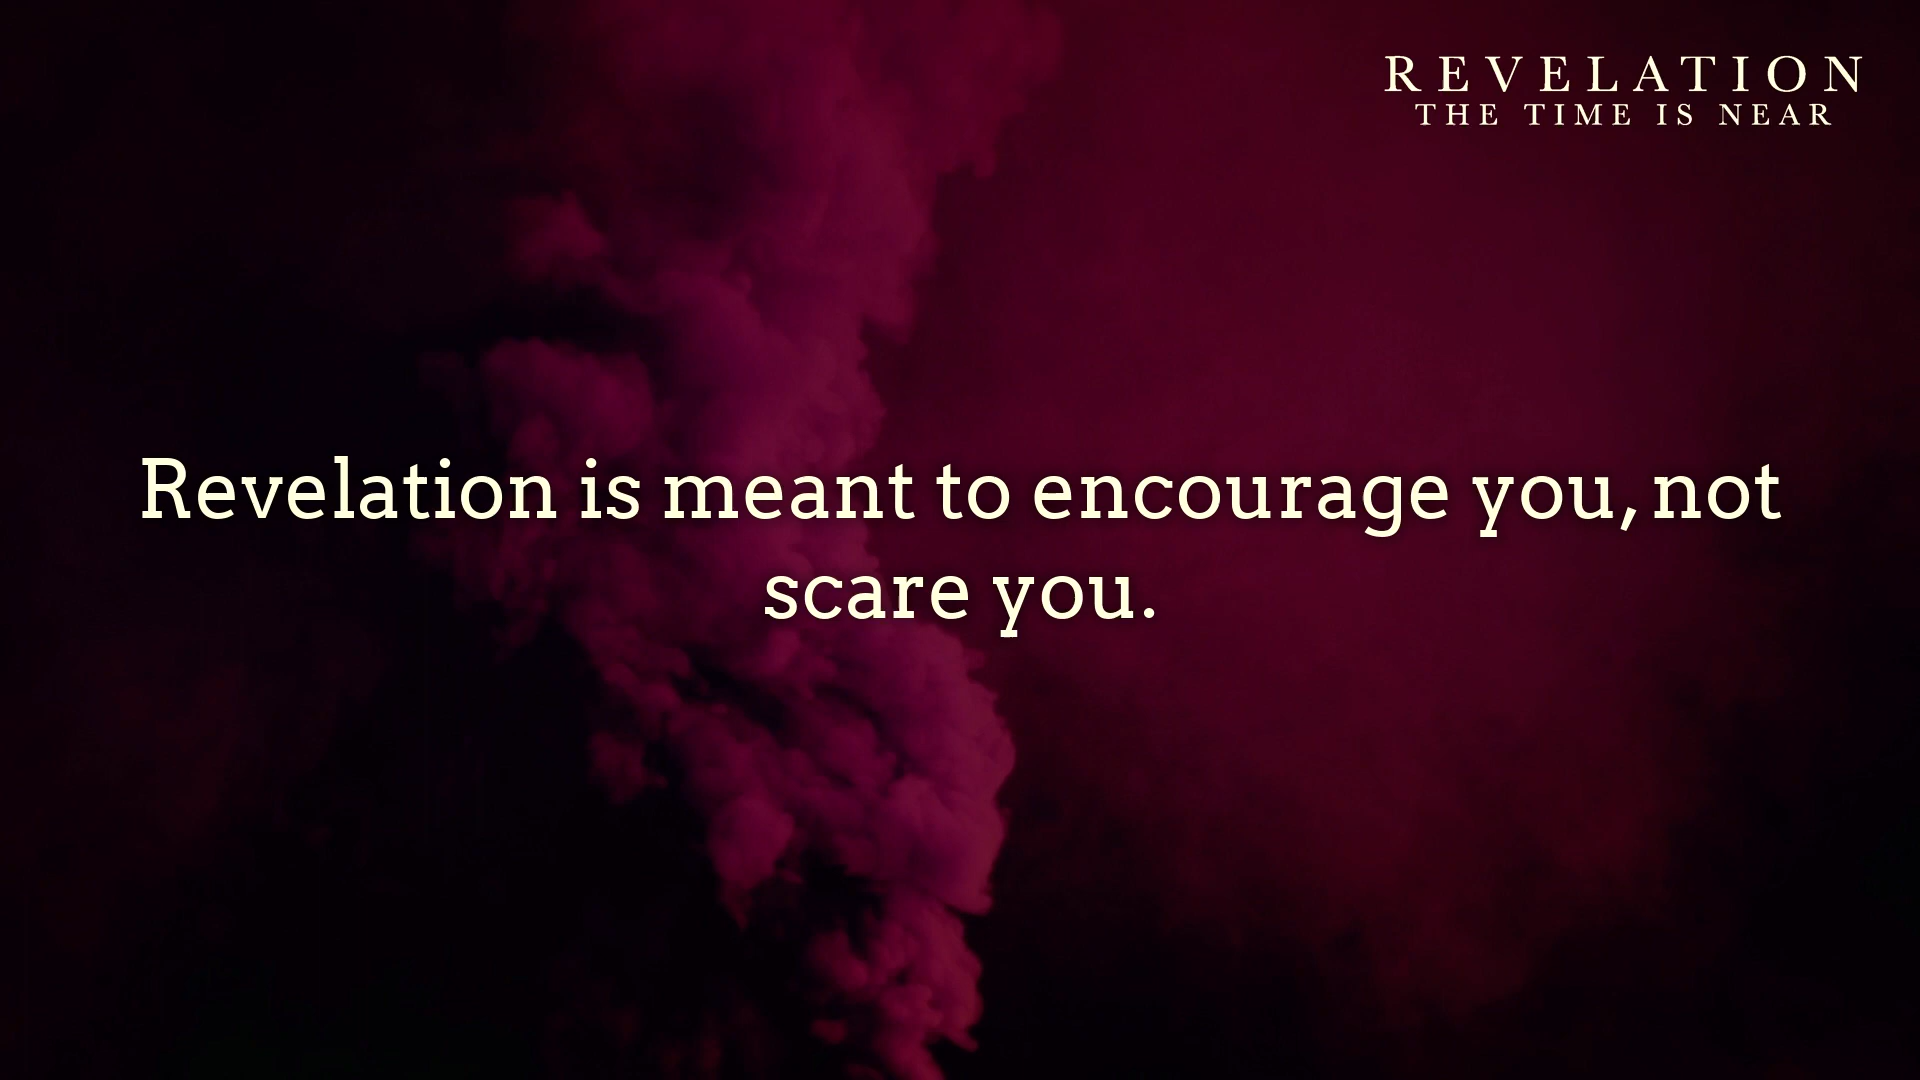 REVELATION
THE TIME IS NEAR
Revelation is meant to encourage you, not
scare you.